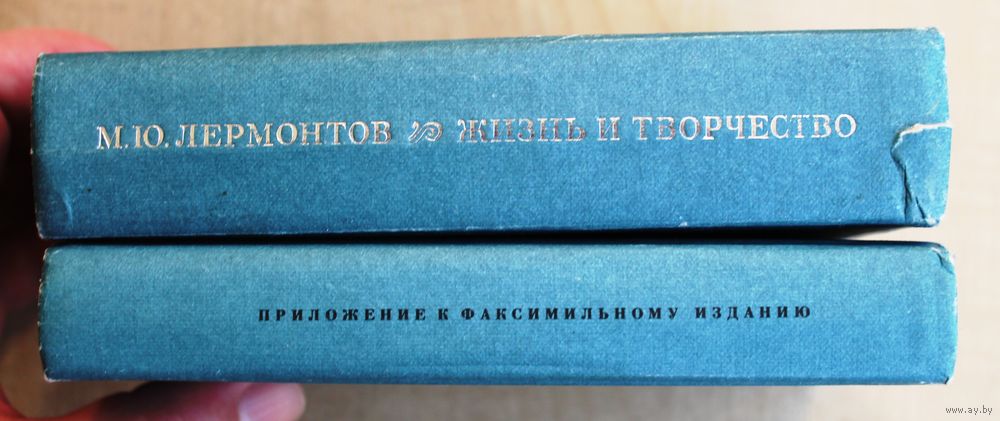 М.Ю. ЛЕРМОНТОВ ЖИЗНЬ И ТВОРЧЕСТВО
ПРИЛОЖЕНИЕ К ФАКСИМИЛЬНОМУ ИЗДАНИЮ
www.ay.by